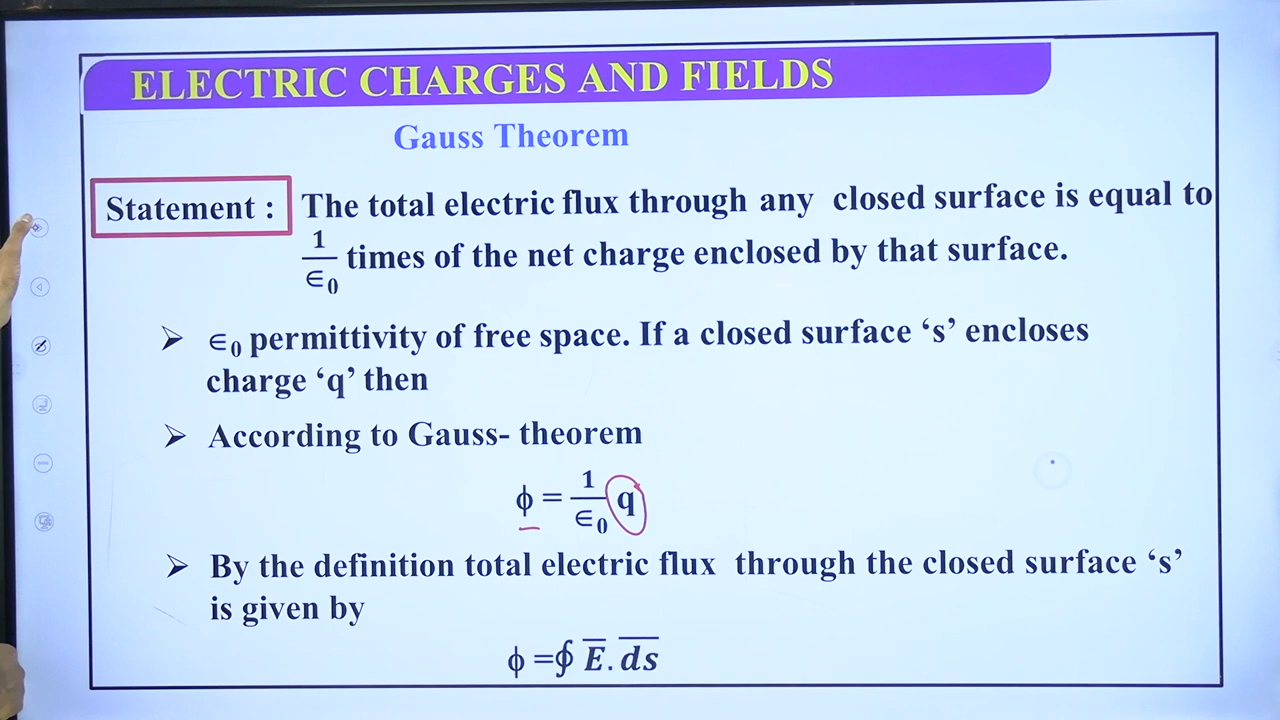 ELECTRIC CHARGES AND FIELDS
Gauss Theorem
Statement : The total electric flux through any closed surface is equal to
1/∈₀ times of the net charge enclosed by that surface.
➤ ∈₀ permittivity of free space. If a closed surface ‘s’ encloses
charge ‘q’ then
➤ According to Gauss- theorem
ϕ = 1/∈₀ q
➤ By the definition total electric flux through the closed surface ‘s’
is given by
ϕ =∮ E̅. d̅s̅